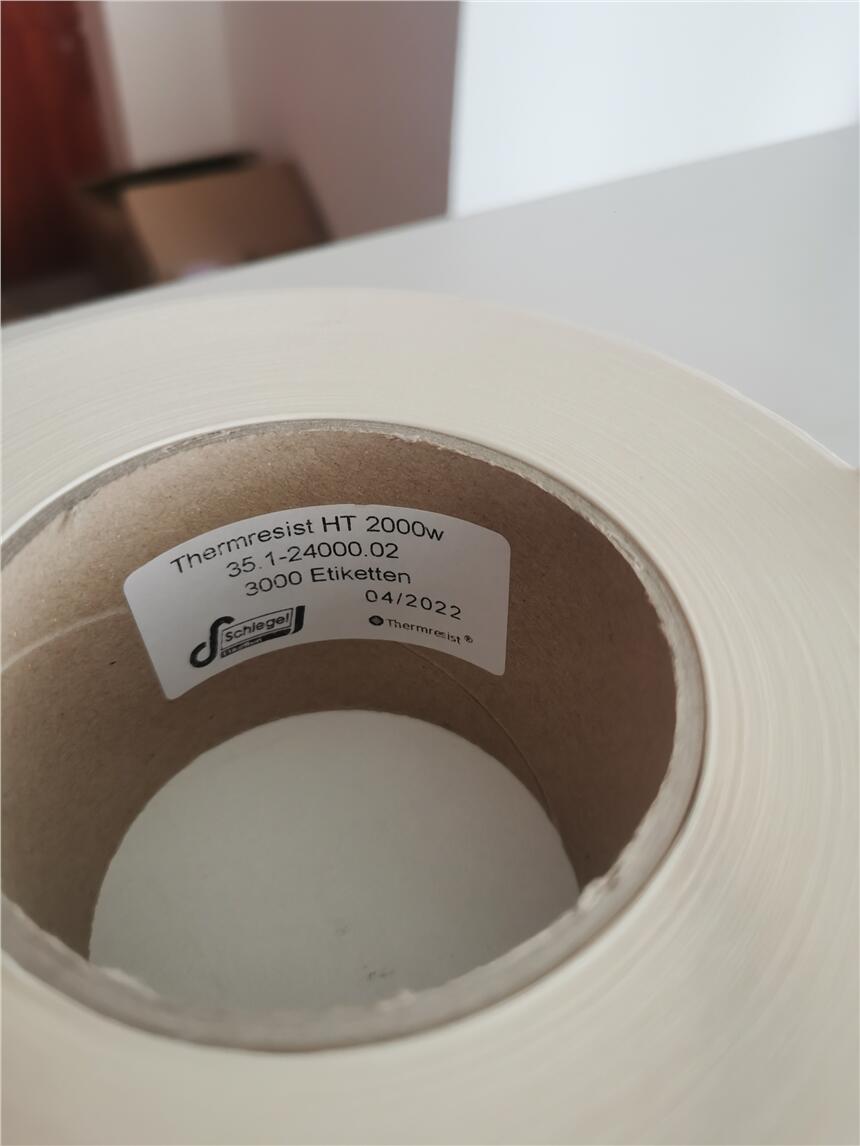 Thermresist HT 2000w
35.1-24000.02
3000 Etiketten
04/2022
Schlegel
Thermresist®